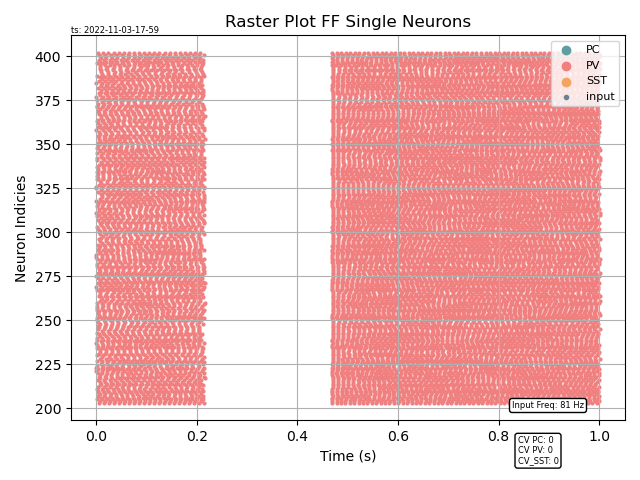 Raster Plot FF Single Neurons
ts: 2022-11-03-17-59
PC
PV
SST
input
400
375
350
325
300
275
250
225
200
Neuron Indicies
Input Freq: 81 Hz
0.0 0.2 0.4 0.6 0.8 1.0
Time (s)
CV PC: 0
CV PV: 0
CV_SST: 0